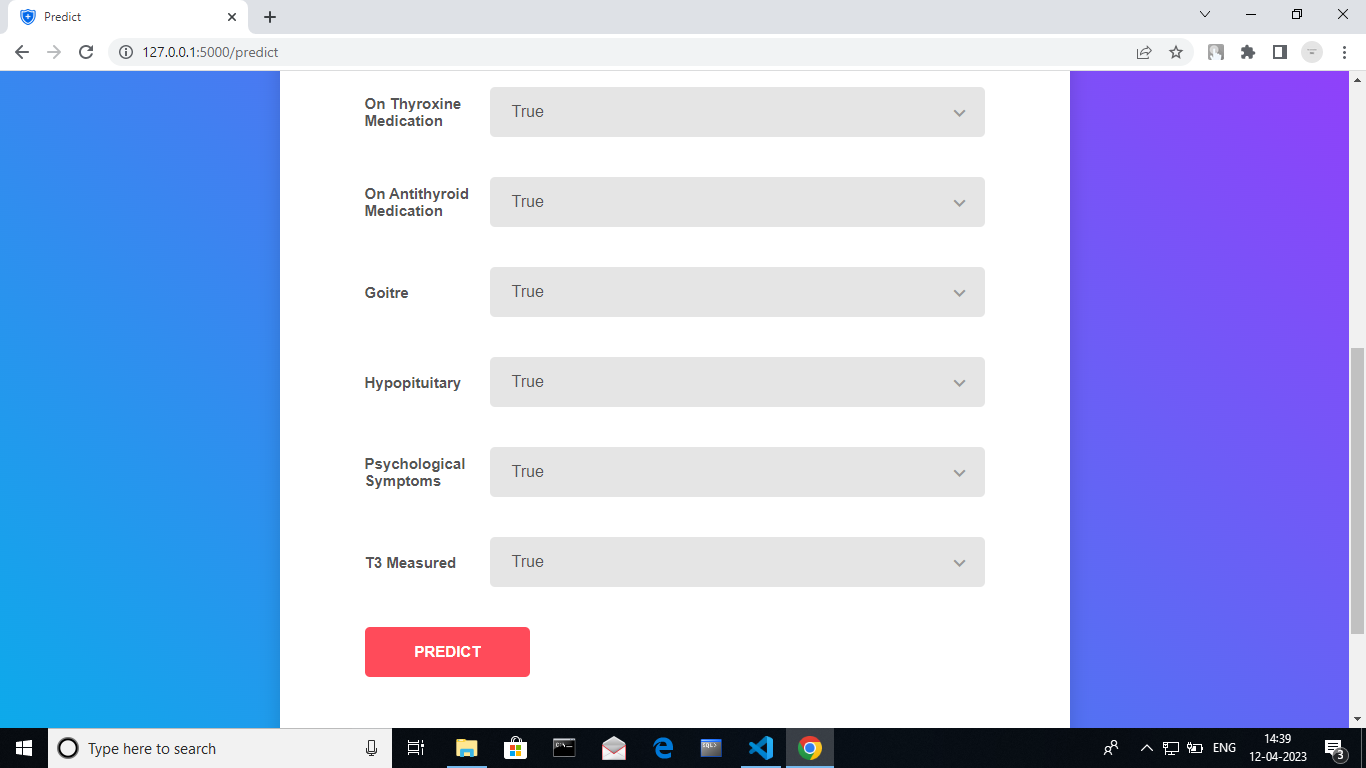 Predict
127.0.0.1:5000/predict
On Thyroxine
Medication
True
On Antithyroid
Medication
True
Goitre
True
Hypopituitary
True
Psychological
Symptoms
True
T3 Measured
True
PREDICT
Type here to search
ENG
14:39
12-04-2023
3